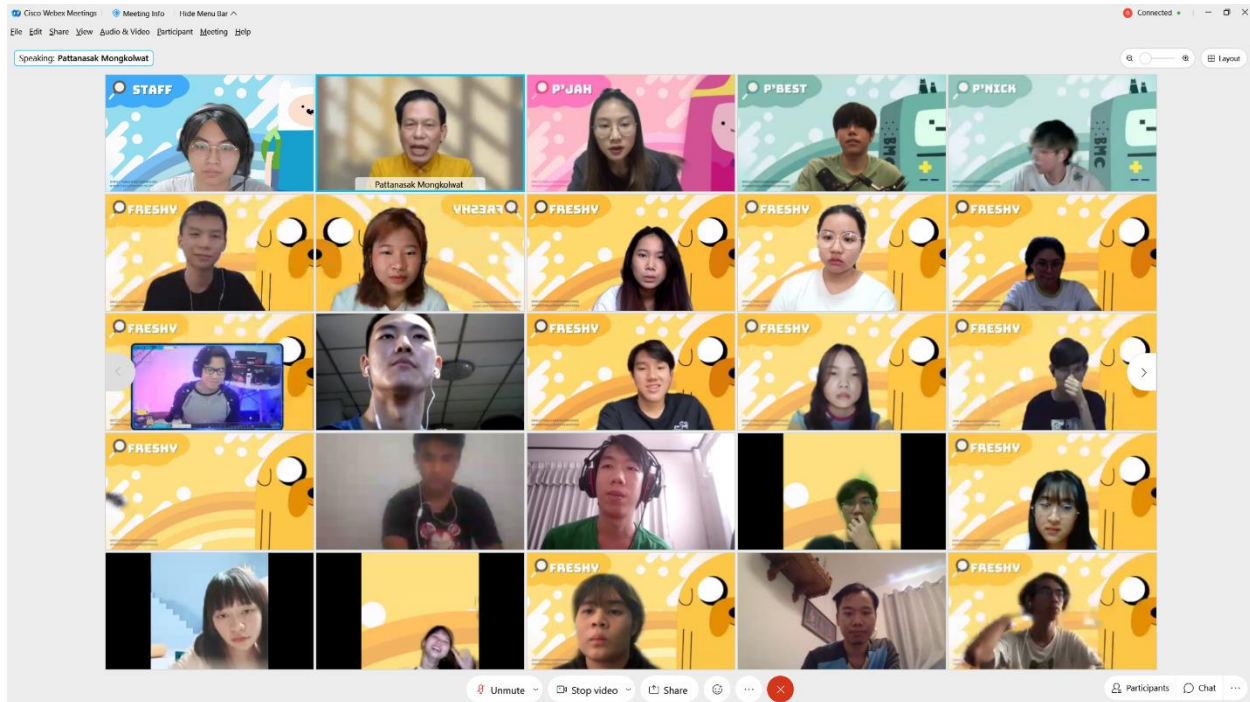 Cisco Webex Meetings Meeting Info Hide Menu Bar
Connected
File Edit Share View Audio & Video Participant Meeting Help
Speaking: Pattanasak Mongkolwat
Layout
STAFF
P'JAH
P'BEST
P'NICK
BMC
BMC
Pattanasak Mongkolwat
FRESHY
FRESHY
FRESHY
FRESHY
FRESHY
FRESHY
FRESHY
FRESHY
FRESHY
FRESHY
FRESHY
FRESHY
FRESHY
Unmute Stop video Share
Participants Chat